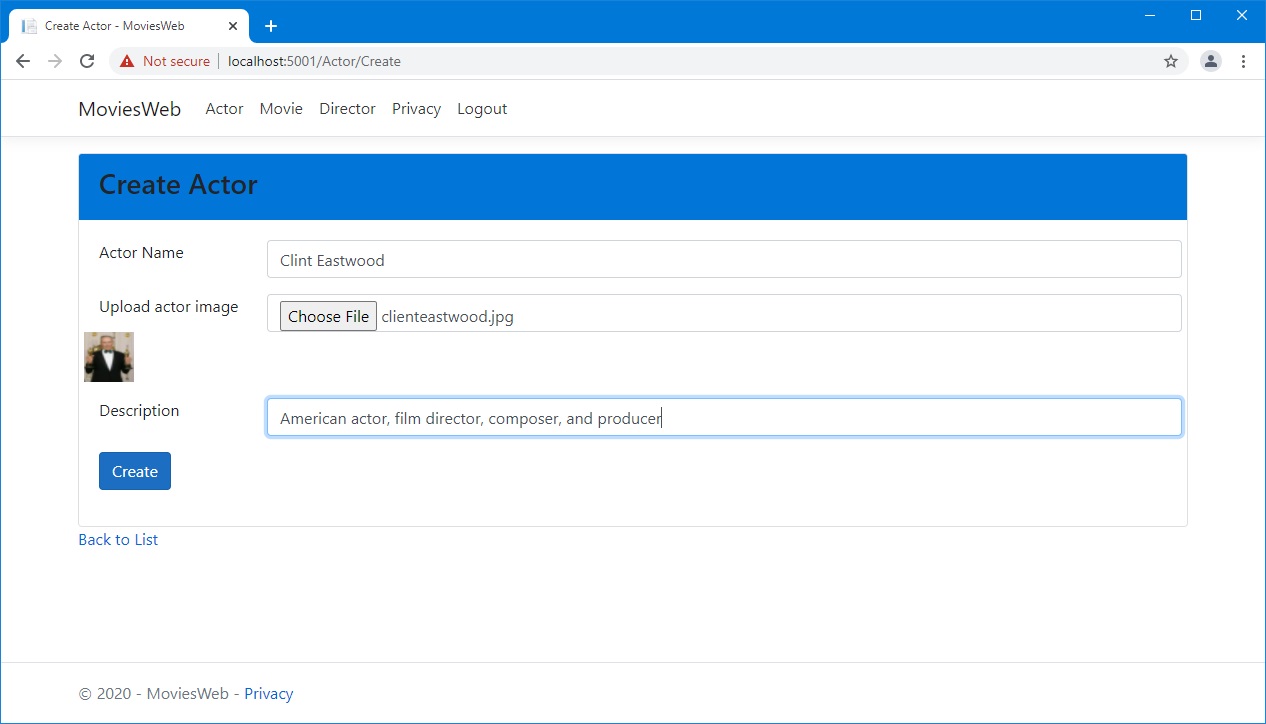 Create Actor - MoviesWeb
Not secure | localhost:5001/Actor/Create
MoviesWeb Actor Movie Director Privacy Logout
Create Actor
Actor Name Clint Eastwood
Upload actor image Choose File clienteastwood.jpg
Description American actor, film director, composer, and producer
Create
Back to List
© 2020 - MoviesWeb - Privacy